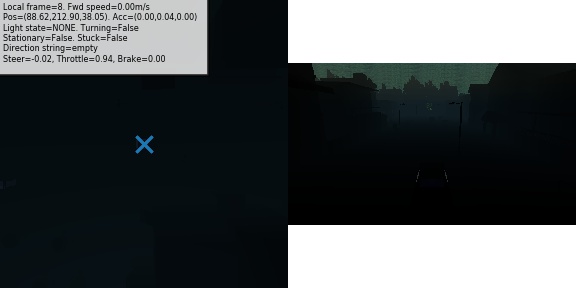 Local frame=8. Fwd speed=0.00m/s
Pos=(88.62,212.90,38.05). Acc=(0.00,0.04,0.00)
Light state=NONE. Turning=False
Stationary=False. Stuck=False
Direction string=empty
Steer=-0.02, Throttle=0.94, Brake=0.00